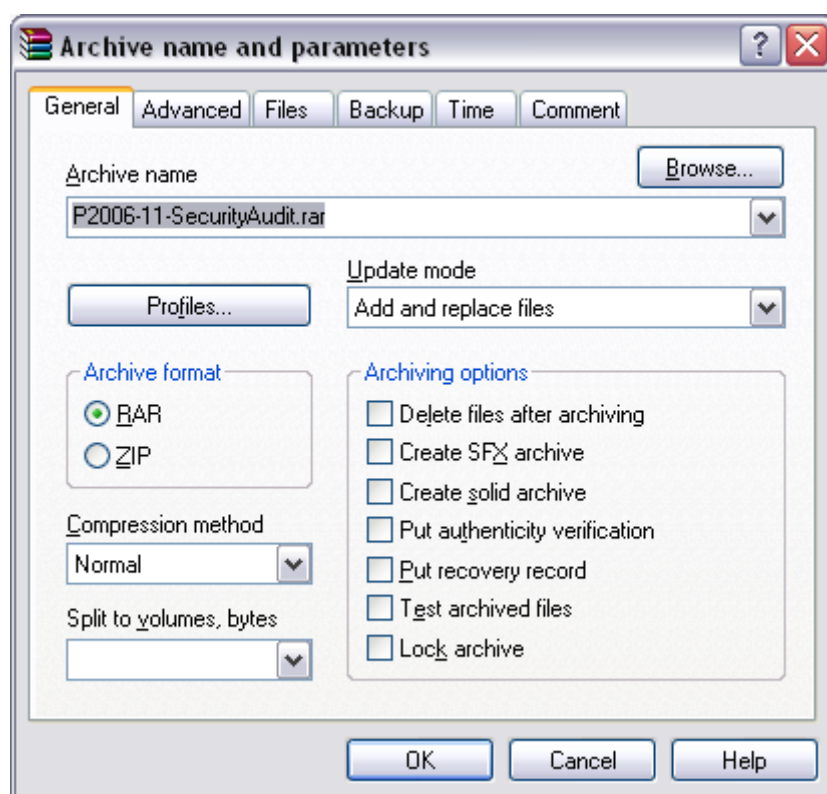 Archive name and parameters
General Advanced Files Backup Time Comment
Archive name
Browse...
P2006-11-SecurityAudit.rar
Profiles...
Update mode
Add and replace files
Archive format
RAR
ZIP
Compression method
Normal
Split to volumes, bytes
Archiving options
Delete files after archiving
Create SFX archive
Create solid archive
Put authenticity verification
Put recovery record
Test archived files
Lock archive
OK Cancel Help